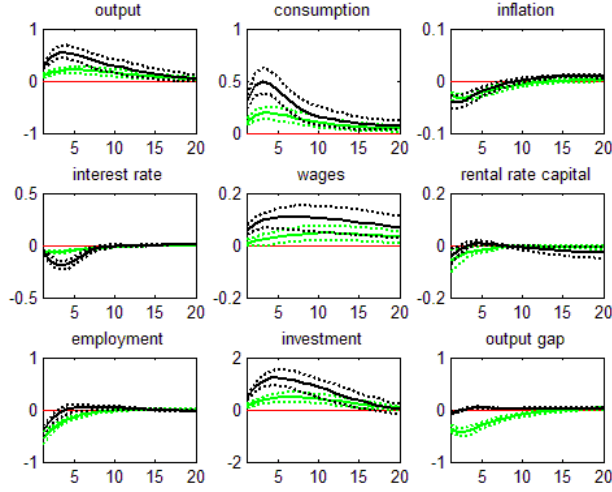 output consumption inflation
1 1 0.1
0 0.5 0
-1 0 -0.1
5 10 15 20 5 10 15 20 5 10 15 20
interest rate wages rental rate capital
0.5 0.2 0.2
0 0 0
-0.5 0.2 -0.2
5 10 15 20 5 10 15 20 5 10 15 20
employment investment output gap
1 2 1
0 0 0
-1 -2 -1
5 10 15 20 5 10 15 20 5 10 15 20